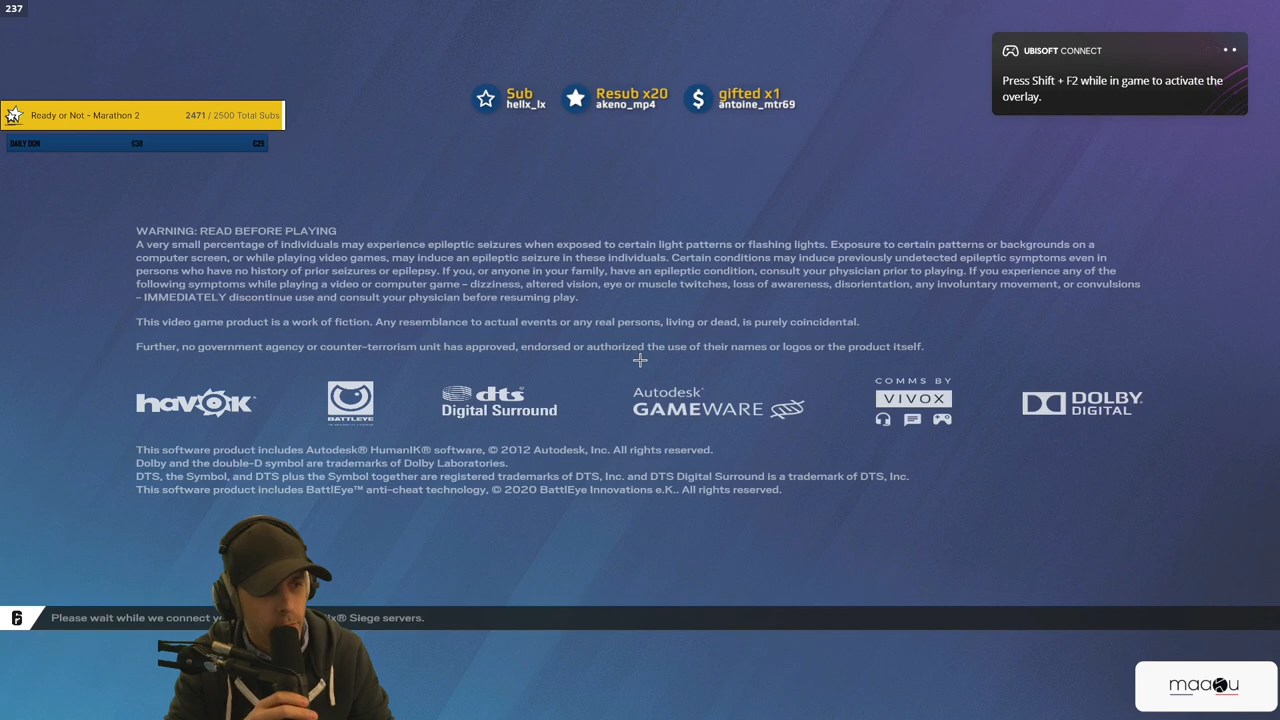 237
UBISOFT CONNECT
Press Shift + F2 while in game to activate the
overlay.
Sub
hellx_lx
Resub x20
akeno_mp4
gifted x1
antoine_mtr69
Ready or Not - Marathon 2 2471 / 2500 Total Subs
DAILY DON €38 €25
WARNING: READ BEFORE PLAYING
A very small percentage of individuals may experience epileptic seizures when exposed to certain light patterns or flashing lights. Exposure to certain patterns or backgrounds on a
computer screen, or while playing video games, may induce an epileptic seizure in these individuals. Certain conditions may induce previously undetected epileptic symptoms even in
persons who have no history of prior seizures or epilepsy. If you, or anyone in your family, have an epileptic condition, consult your physician prior to playing. If you experience any of the
following symptoms while playing a video or computer game – dizziness, altered vision, eye or muscle twitches, loss of awareness, disorientation, any involuntary movement, or convulsions
– IMMEDIATELY discontinue use and consult your physician before resuming play.
This video game product is a work of fiction. Any resemblance to actual events or any real persons, living or dead, is purely coincidental.
Further, no government agency or counter-terrorism unit has approved, endorsed or authorized the use of their names or logos or the product itself.
havok
BATTLEYE
dts
Digital Surround
Autodesk®
GAMEWARE
COMMS BY
VIVOX
DOLBY
DIGITAL
This software product includes Autodesk® HumanIK® software, © 2012 Autodesk, Inc. All rights reserved.
Dolby and the double-D symbol are trademarks of Dolby Laboratories.
DTS, the Symbol, and DTS plus the Symbol together are registered trademarks of DTS, Inc. and DTS Digital Surround is a trademark of DTS, Inc.
This software product includes BattlEye™ anti-cheat technology, © 2020 BattlEye Innovations e.K.. All rights reserved.
Please wait while we connect ® Siege servers.
maaKu